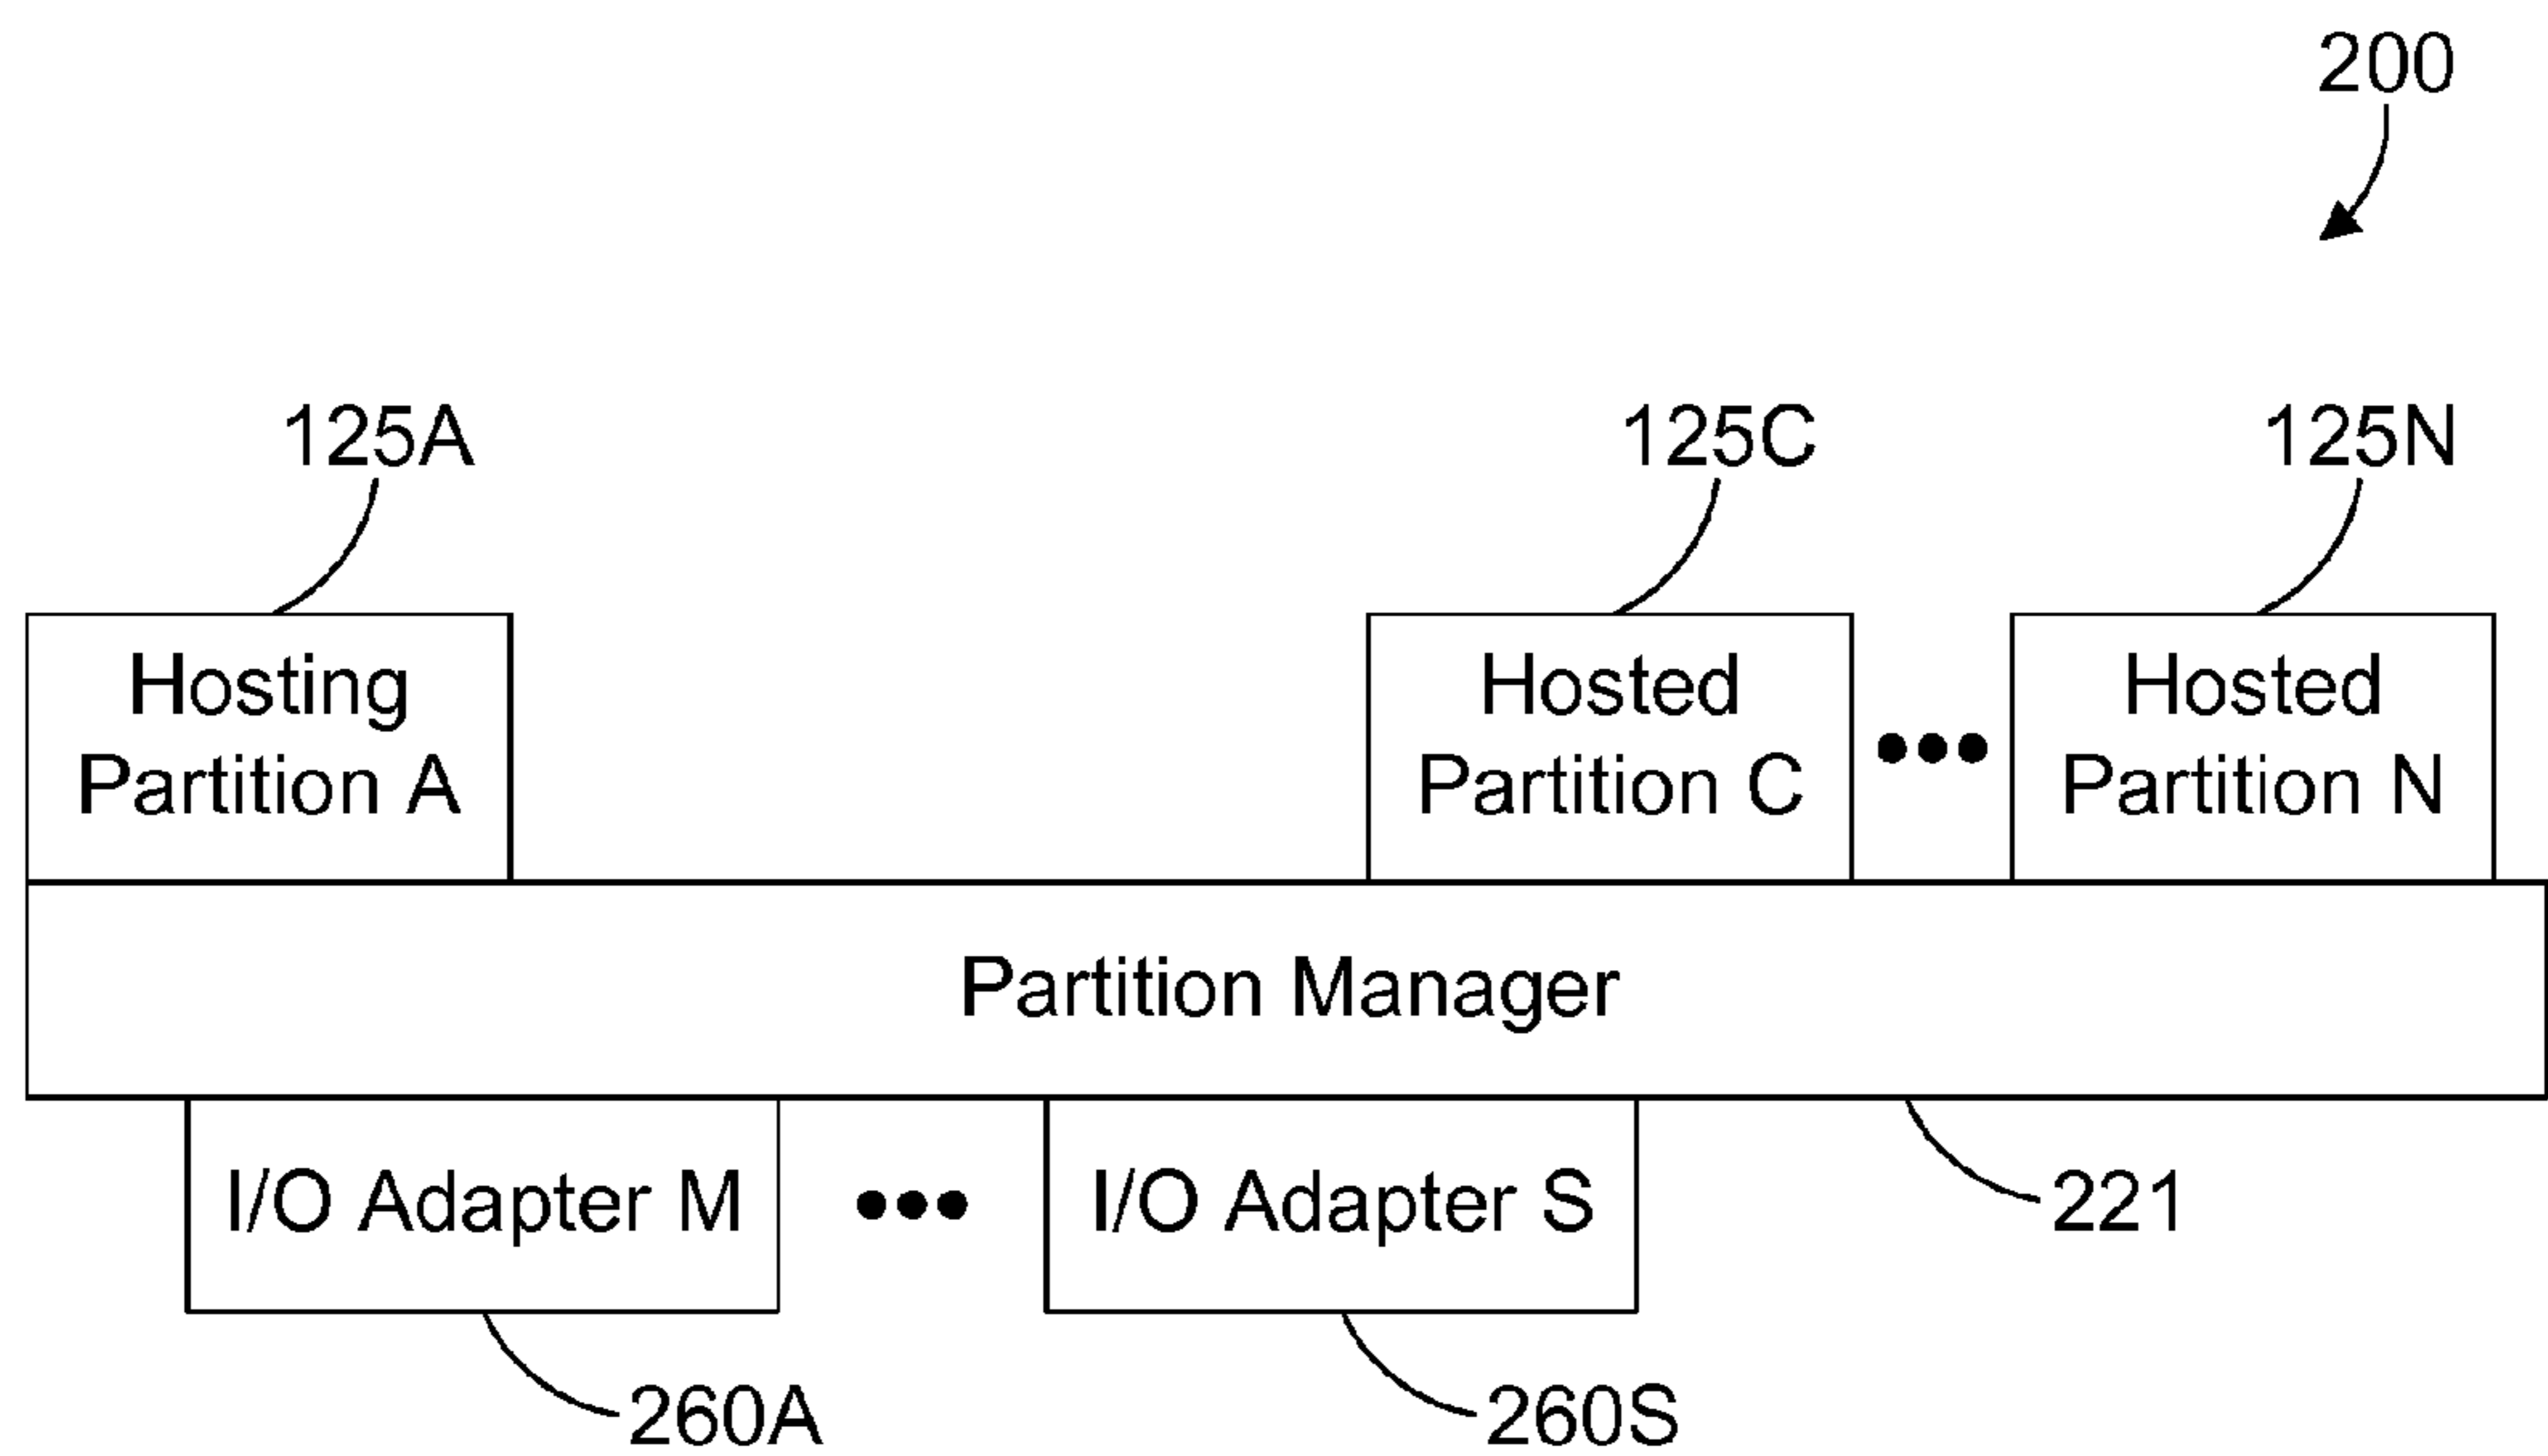 200
125A
125C
125N
Hosting
Partition A
Hosted
Partition C
Hosted
Partition N
Partition Manager
I/O Adapter M
I/O Adapter S
221
260A
260S